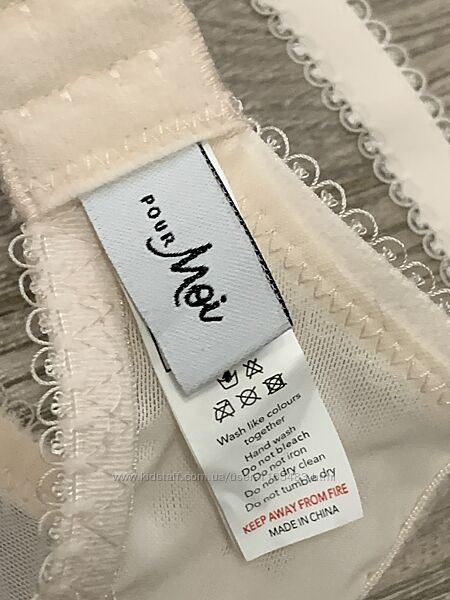 POUR
Moi
Wash like colours
together
Hand wash
Do not bleach
Do not iron
Do not dry clean
Do not tumble dry
KEEP AWAY FROM FIRE
MADE IN CHINA